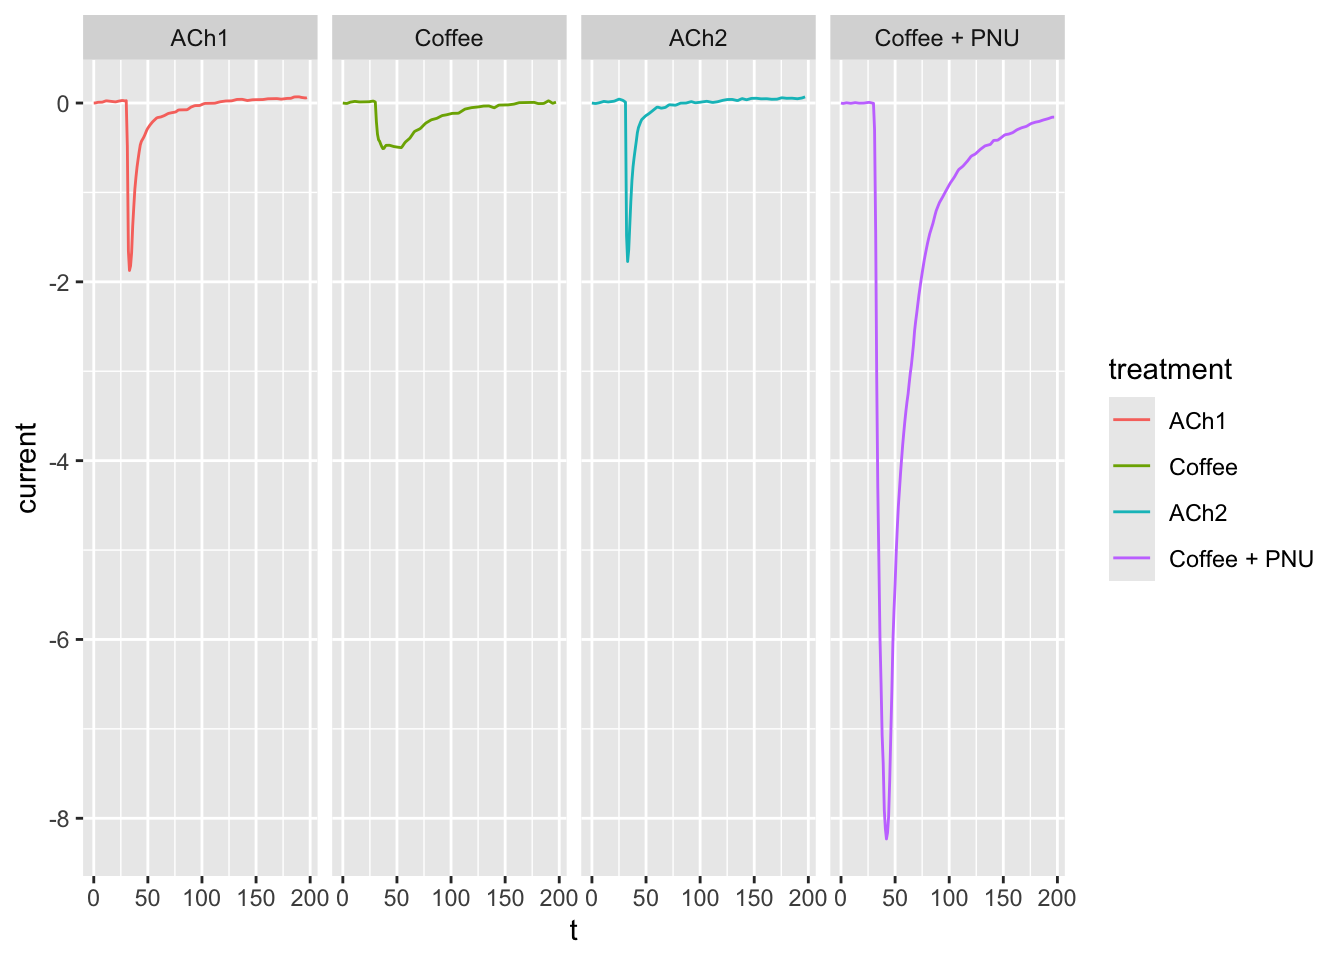 ACh1 Coffee ACh2 Coffee + PNU
0
-2
-4
-6
-8
current
0 50 100 150 200 0 50 100 150 200 0 50 100 150 200 0 50 100 150 200
t
treatment
ACh1
Coffee
ACh2
Coffee + PNU